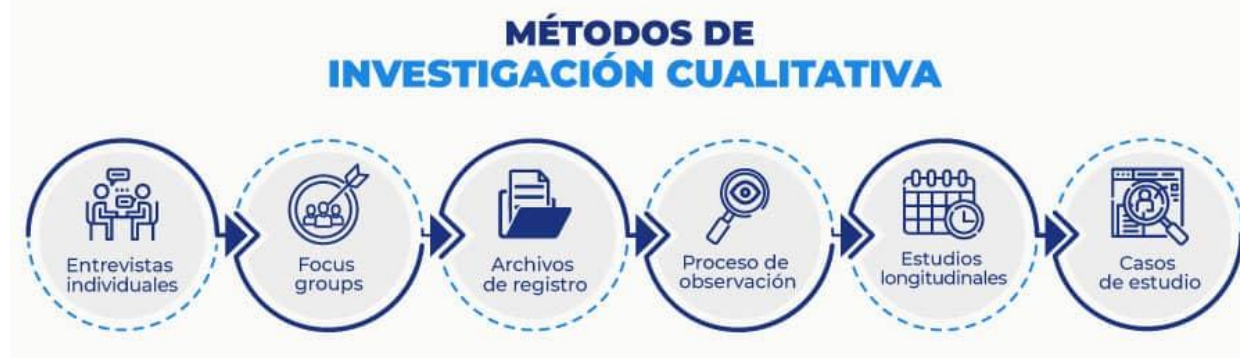 MÉTODOS DE
INVESTIGACIÓN CUALITATIVA
Entrevistas
individuales
Focus
groups
Archivos
de registro
Proceso de
observación
Estudios
longitudinales
Casos
de estudio